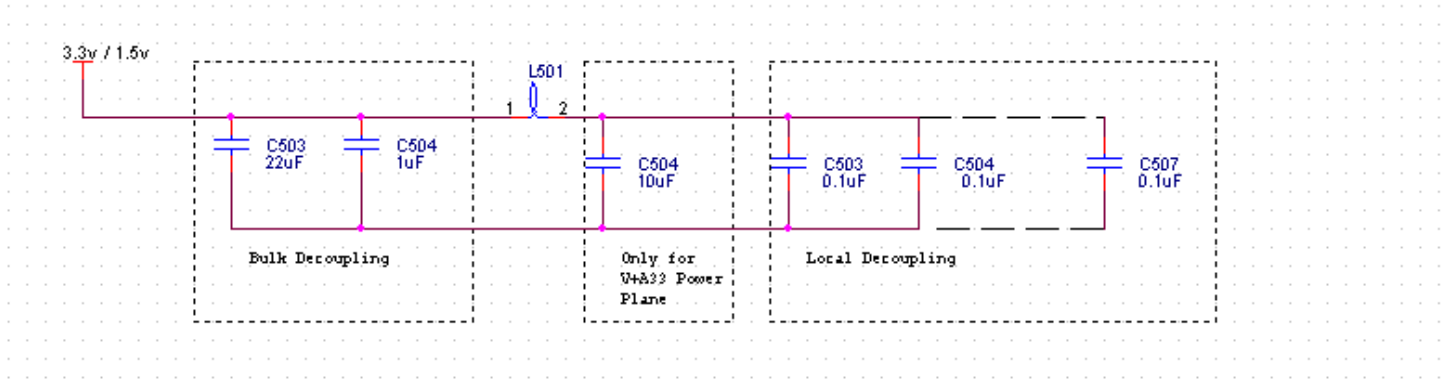 3.3v / 1.5v
L501
1
2
C503
22uF
C504
1uF
C504
10uF
C503
0.1uF
C504
0.1uF
C507
0.1uF
Bulk Decoupling
Only for
V+A33 Power
Plane
Local Decoupling